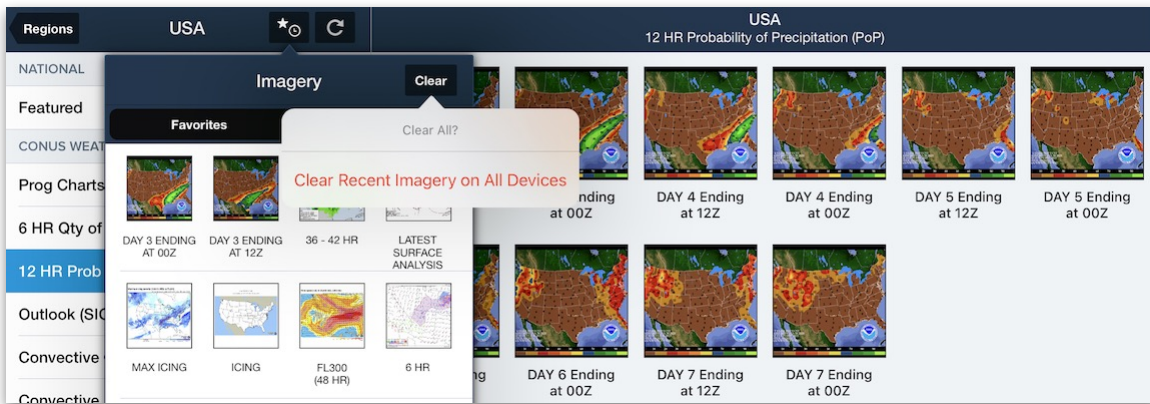 Regions
USA
USA
12 HR Probability of Precipitation (PoP)
NATIONAL
Featured
CONUS WEAT
Prog Charts
6 HR Qty of
12 HR Prob
Outlook (SIG
Convective
Convective
Imagery
Clear
Favorites
Clear All?
Clear Recent Imagery on All Devices
DAY 3 ENDING
AT 00Z
DAY 3 ENDING
AT 12Z
36 - 42 HR
LATEST
SURFACE
ANALYSIS
MAX ICING
ICING
FL300
(48 HR)
6 HR
nding
at 00Z
DAY 4 Ending
at 12Z
DAY 4 Ending
at 00Z
DAY 5 Ending
at 12Z
DAY 5 Ending
at 00Z
ng
DAY 6 Ending
at 00Z
DAY 7 Ending
at 12Z
DAY 7 Ending
at 00Z